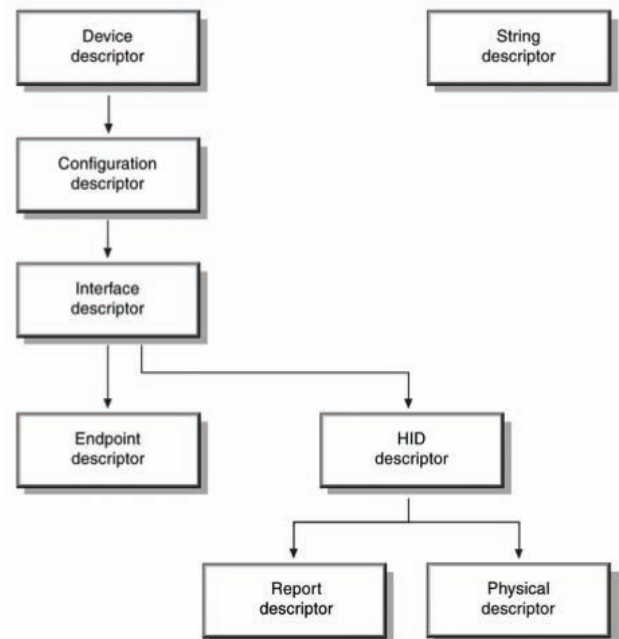 Device
descriptor
String
descriptor
Configuration
descriptor
Interface
descriptor
Endpoint
descriptor
HID
descriptor
Report
descriptor
Physical
descriptor